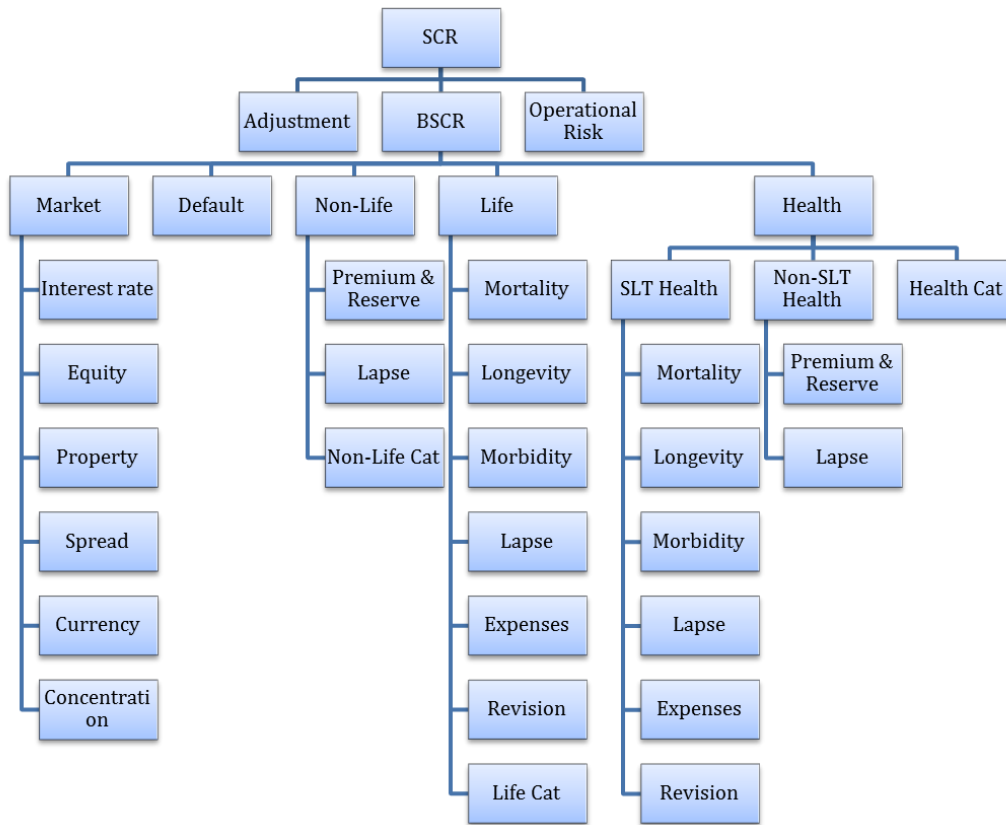 SCR
Adjustment
BSCR
Operational
Risk
Market
Default
Non-Life
Life
Health
Interest rate
Equity
Property
Spread
Currency
Concentrati
on
Premium &
Reserve
Lapse
Non-Life Cat
Mortality
Longevity
Morbidity
Lapse
Expenses
Revision
Life Cat
SLT Health
Mortality
Longevity
Morbidity
Lapse
Expenses
Revision
Non-SLT
Health
Premium &
Reserve
Lapse
Health Cat